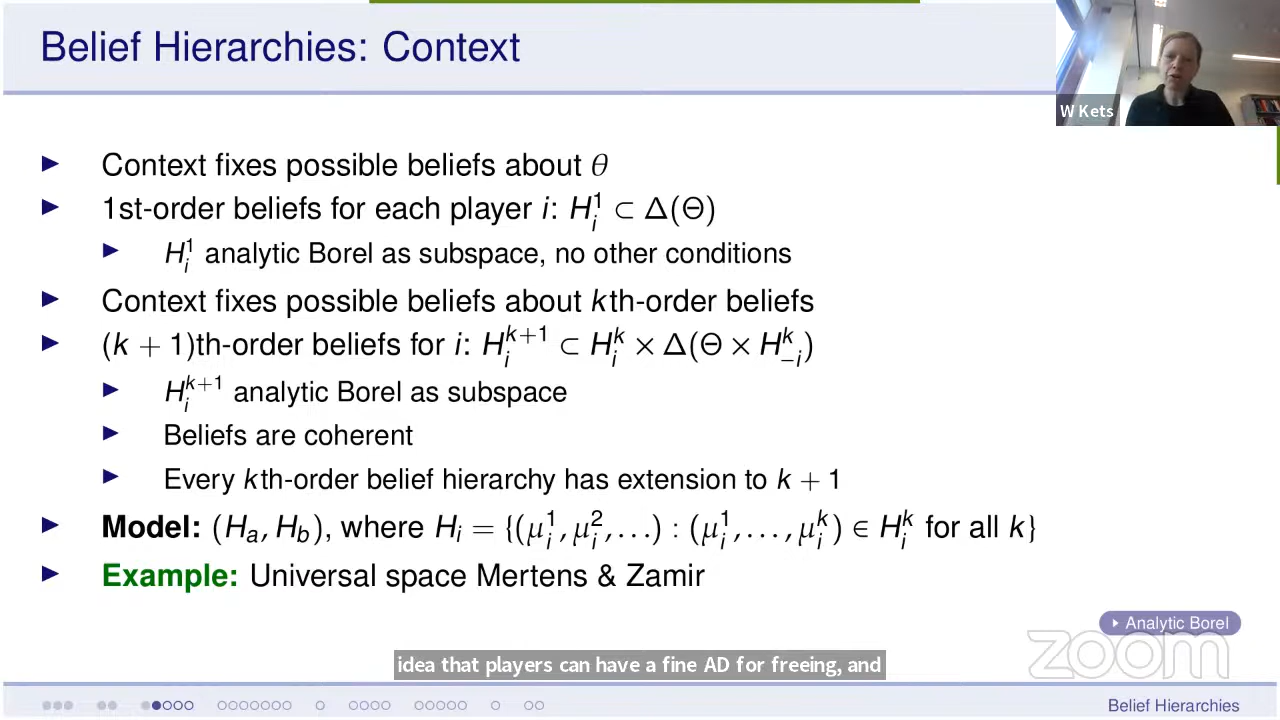 Belief Hierarchies: Context
W Kets
▶ Context fixes possible beliefs about θ
▶ 1st-order beliefs for each player i: H_i^1 ⊂ Δ(Θ)
▶ H_i^1 analytic Borel as subspace, no other conditions
▶ Context fixes possible beliefs about kth-order beliefs
▶ (k + 1)th-order beliefs for i: H_i^{k+1} ⊂ H_i^k × Δ(Θ × H_{−i}^k)
▶ H_i^{k+1} analytic Borel as subspace
▶ Beliefs are coherent
▶ Every kth-order belief hierarchy has extension to k + 1
▶ Model: (H_a, H_b), where H_i = {(μ_i^1, μ_i^2, …) : (μ_i^1, …, μ_i^k) ∈ H_i^k for all k}
▶ Example: Universal space Mertens & Zamir
▶ Analytic Borel
zoom
idea that players can have a fine AD for freeing, and
Belief Hierarchies